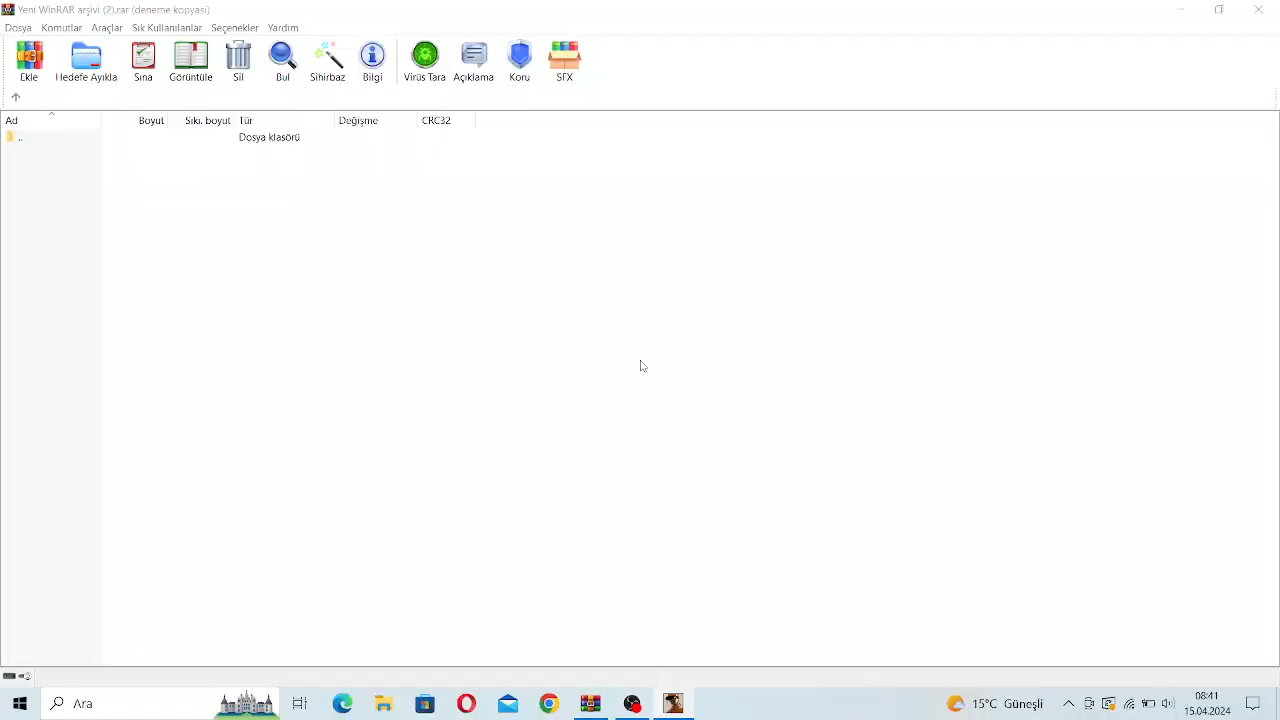 Yeni WinRAR arşivi (2).rar (deneme kopyası)
Dosya Komutlar Araçlar Sık Kullanılanlar Seçenekler Yardım
Ekle Hedefe Ayıkla Sına Görüntüle Sil Bul Sihirbaz Bilgi Virüs Tara Açıklama Koru SFX
Ad Boyut Sıkı. boyut Tür Değişme CRC32
.. Dosya klasörü
Ara 15°C Güneşli 08:41
15.04.2024